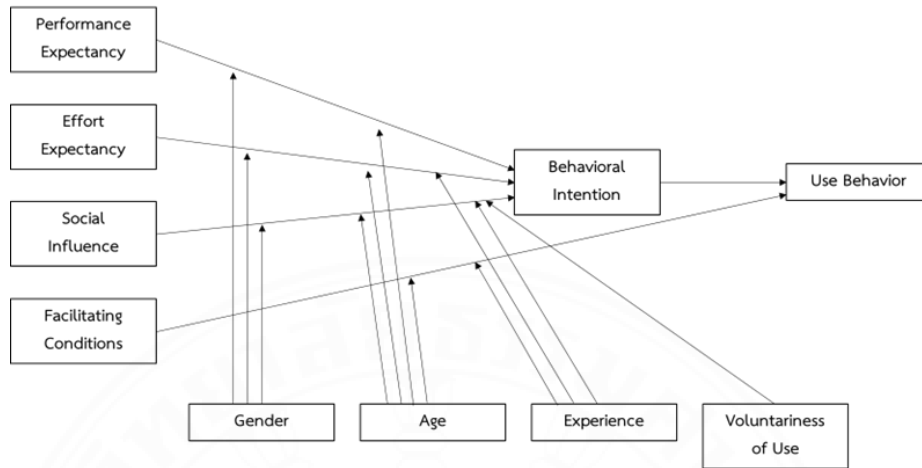 Performance
Expectancy
Effort
Expectancy
Social
Influence
Facilitating
Conditions
Behavioral
Intention
Use Behavior
Gender
Age
Experience
Voluntariness
of Use